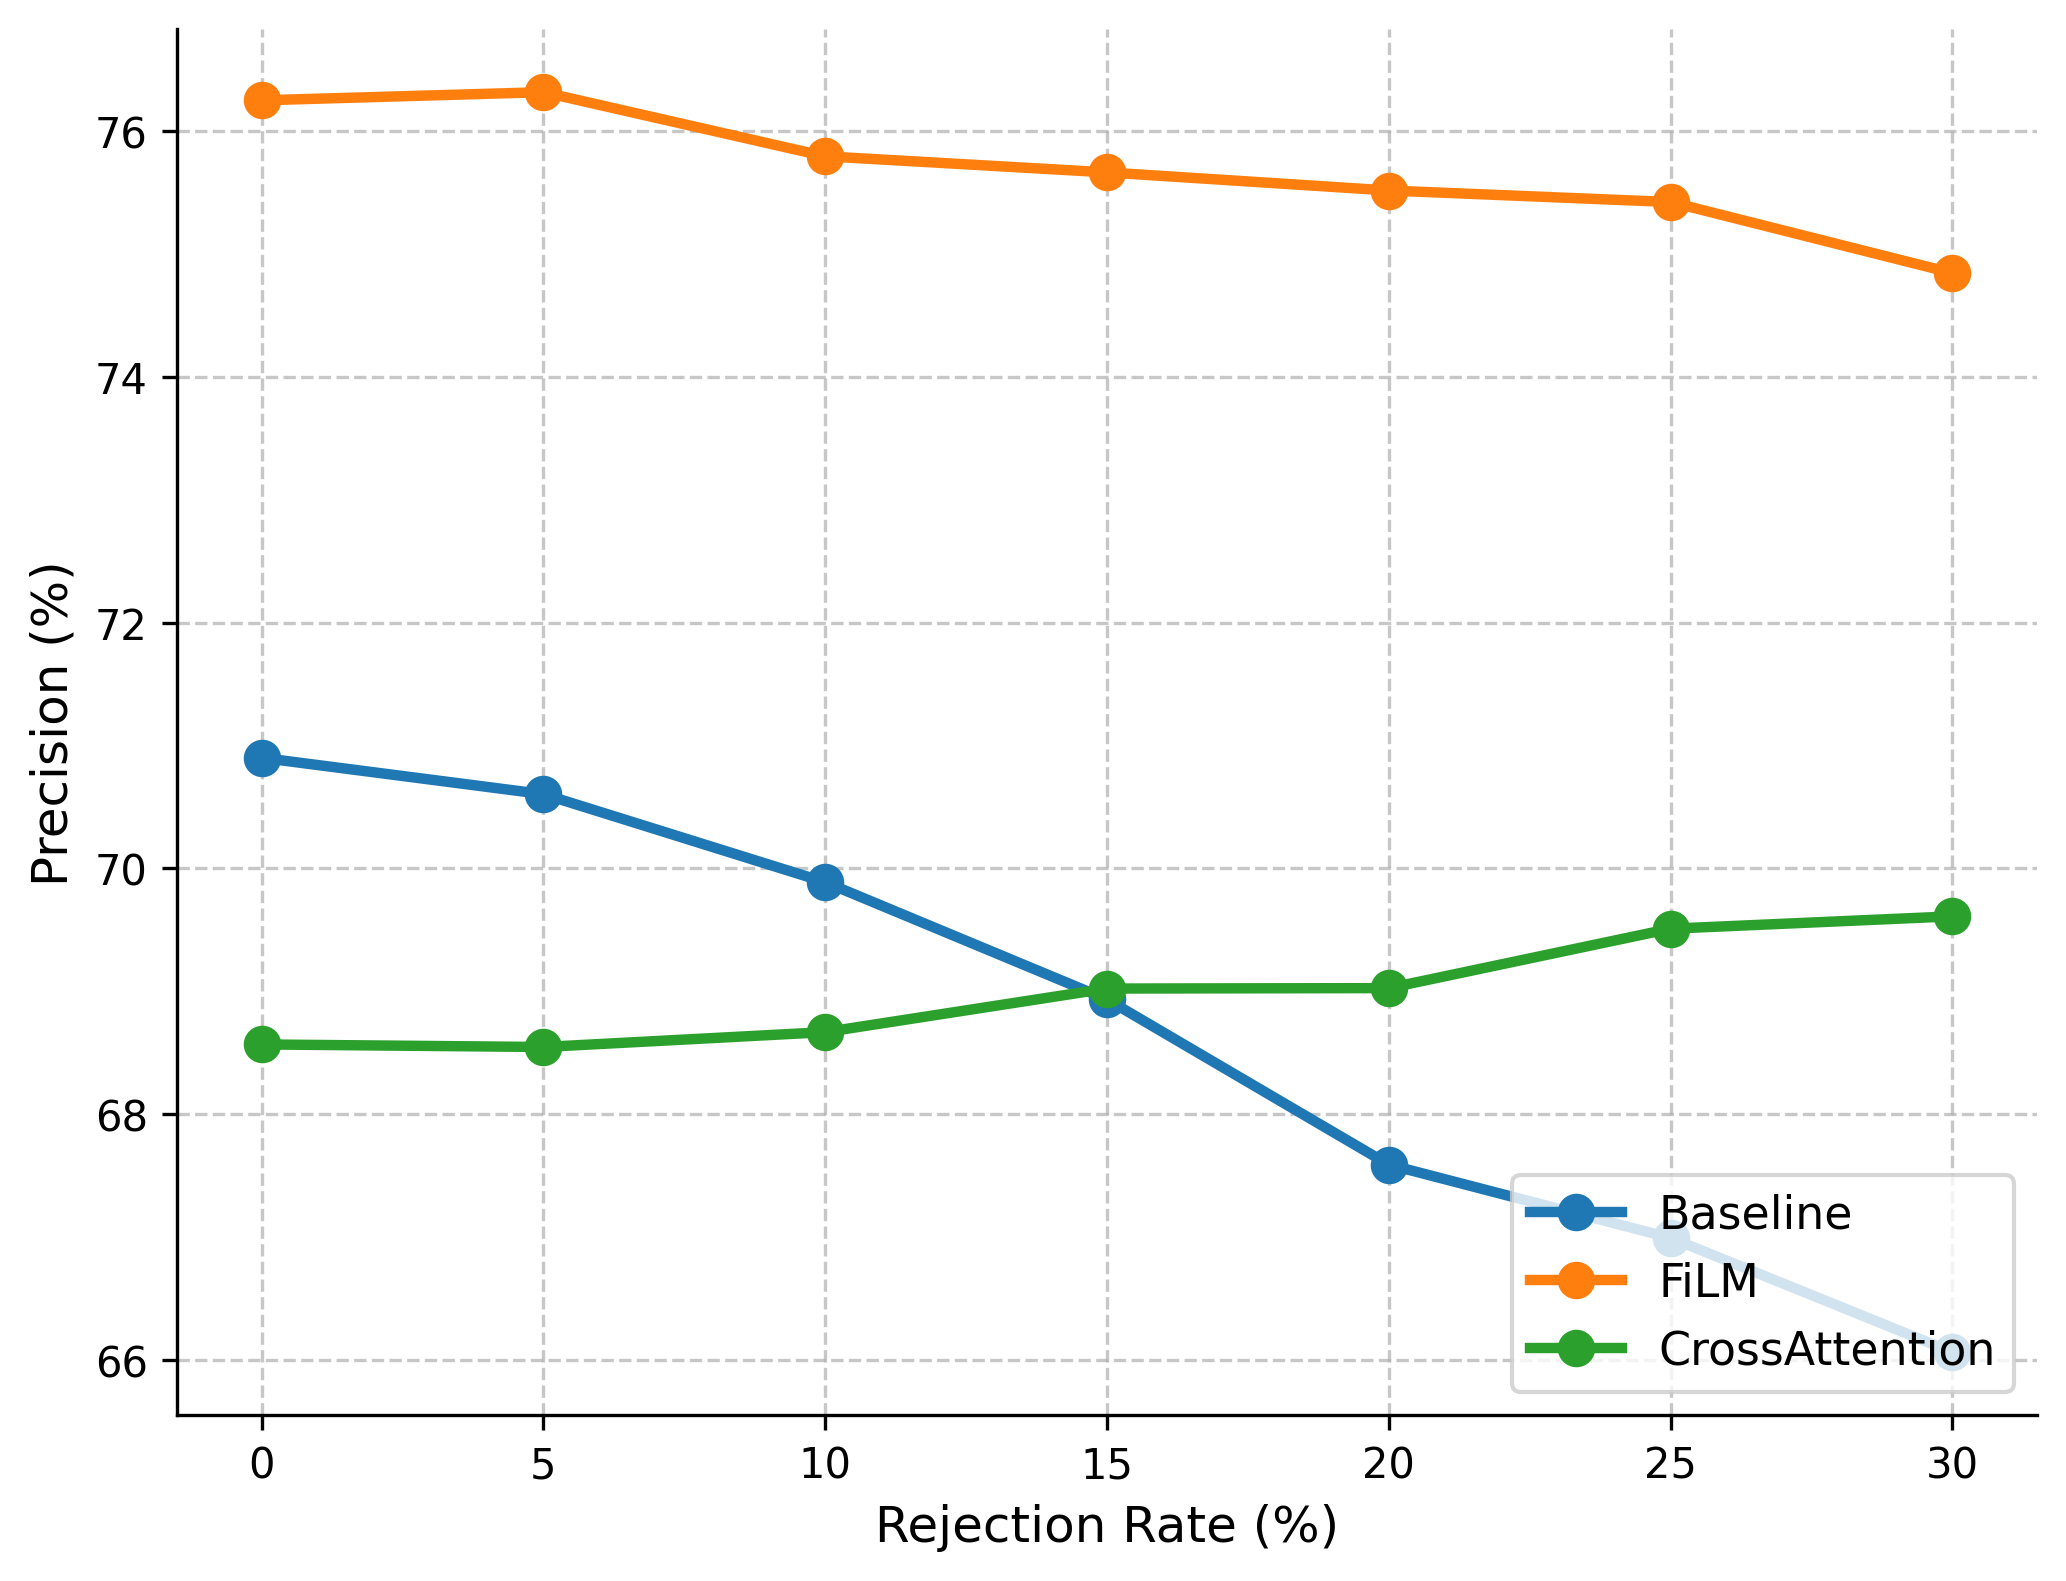 76
74
72
70
68
66
Precision (%)
0 5 10 15 20 25 30
Rejection Rate (%)
Baseline
FiLM
CrossAttention